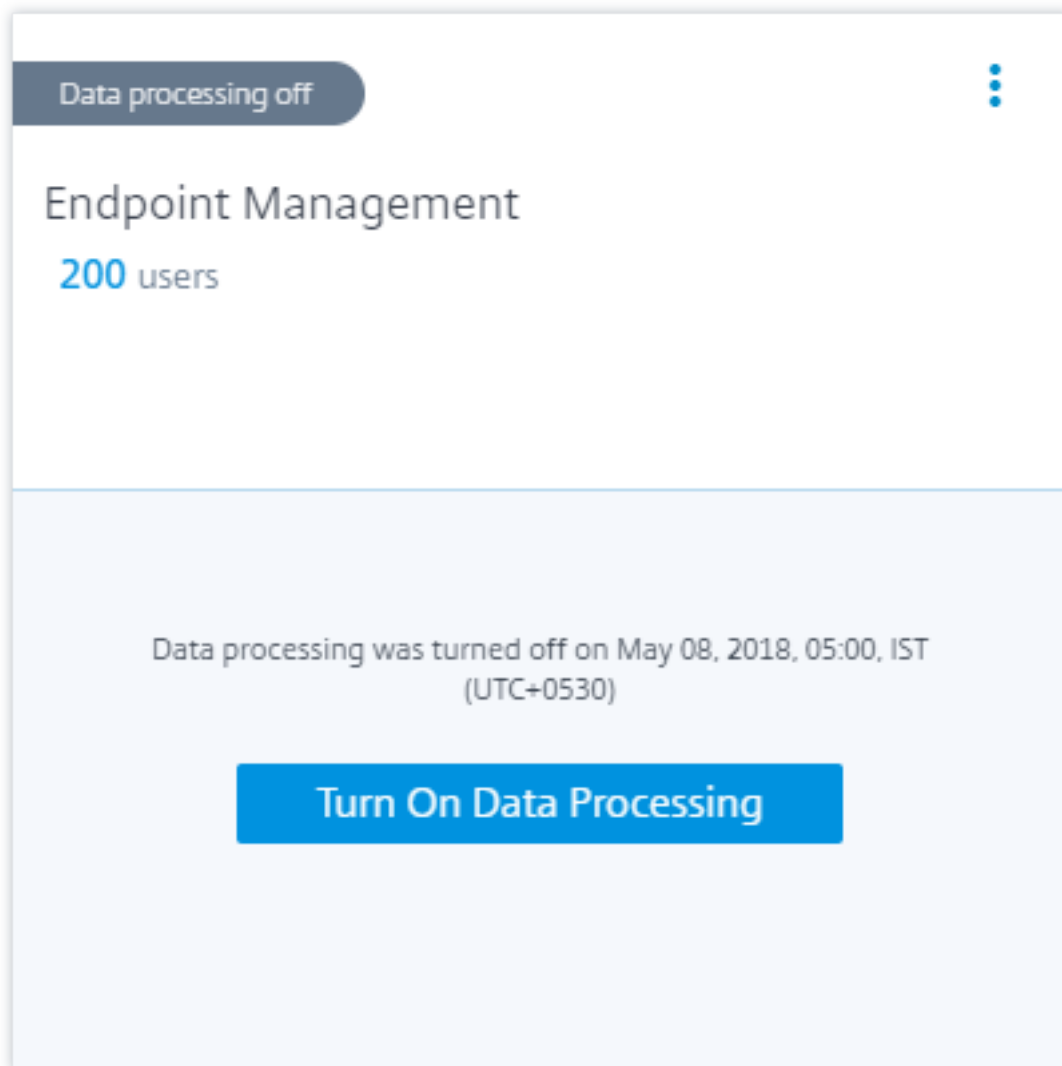 Data processing off
Endpoint Management
200 users
Data processing was turned off on May 08, 2018, 05:00, IST
(UTC+0530)
Turn On Data Processing